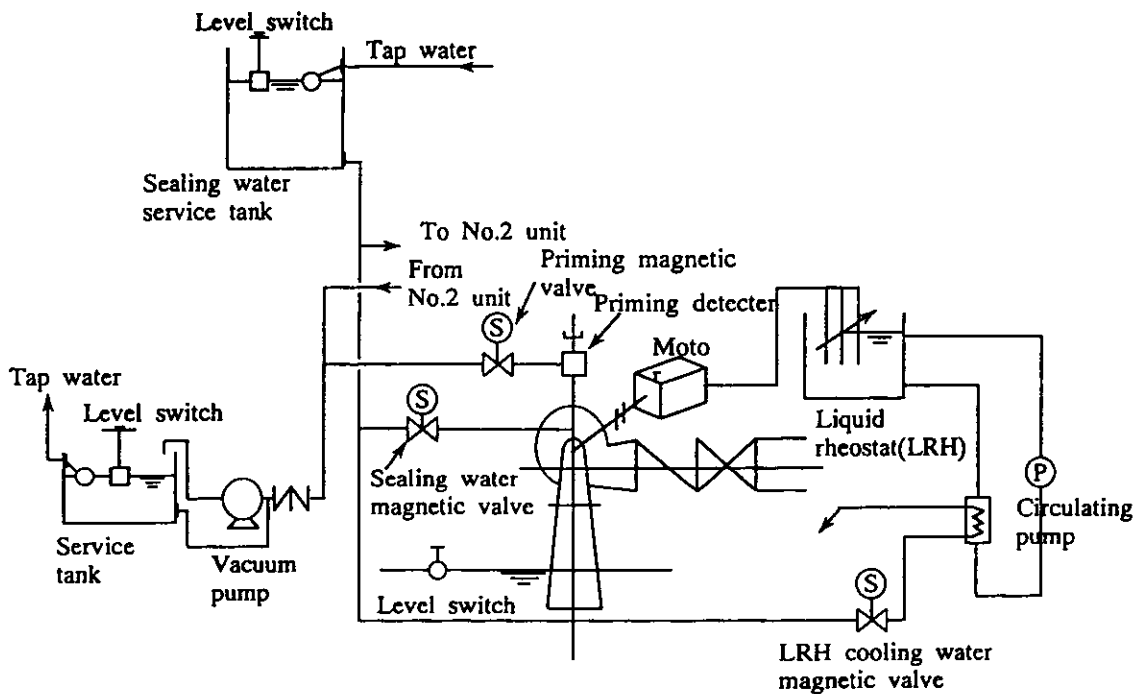 Level switch
Tap water
Sealing water
service tank
To No.2 unit
From
No.2 unit
Priming magnetic
valve
S
Priming detecter
Moto
Tap water
Level switch
S
Sealing water
magnetic valve
Liquid
rheostat(LRH)
P
Circulating
pump
Service
tank
Vacuum
pump
Level switch
S
LRH cooling water
magnetic valve